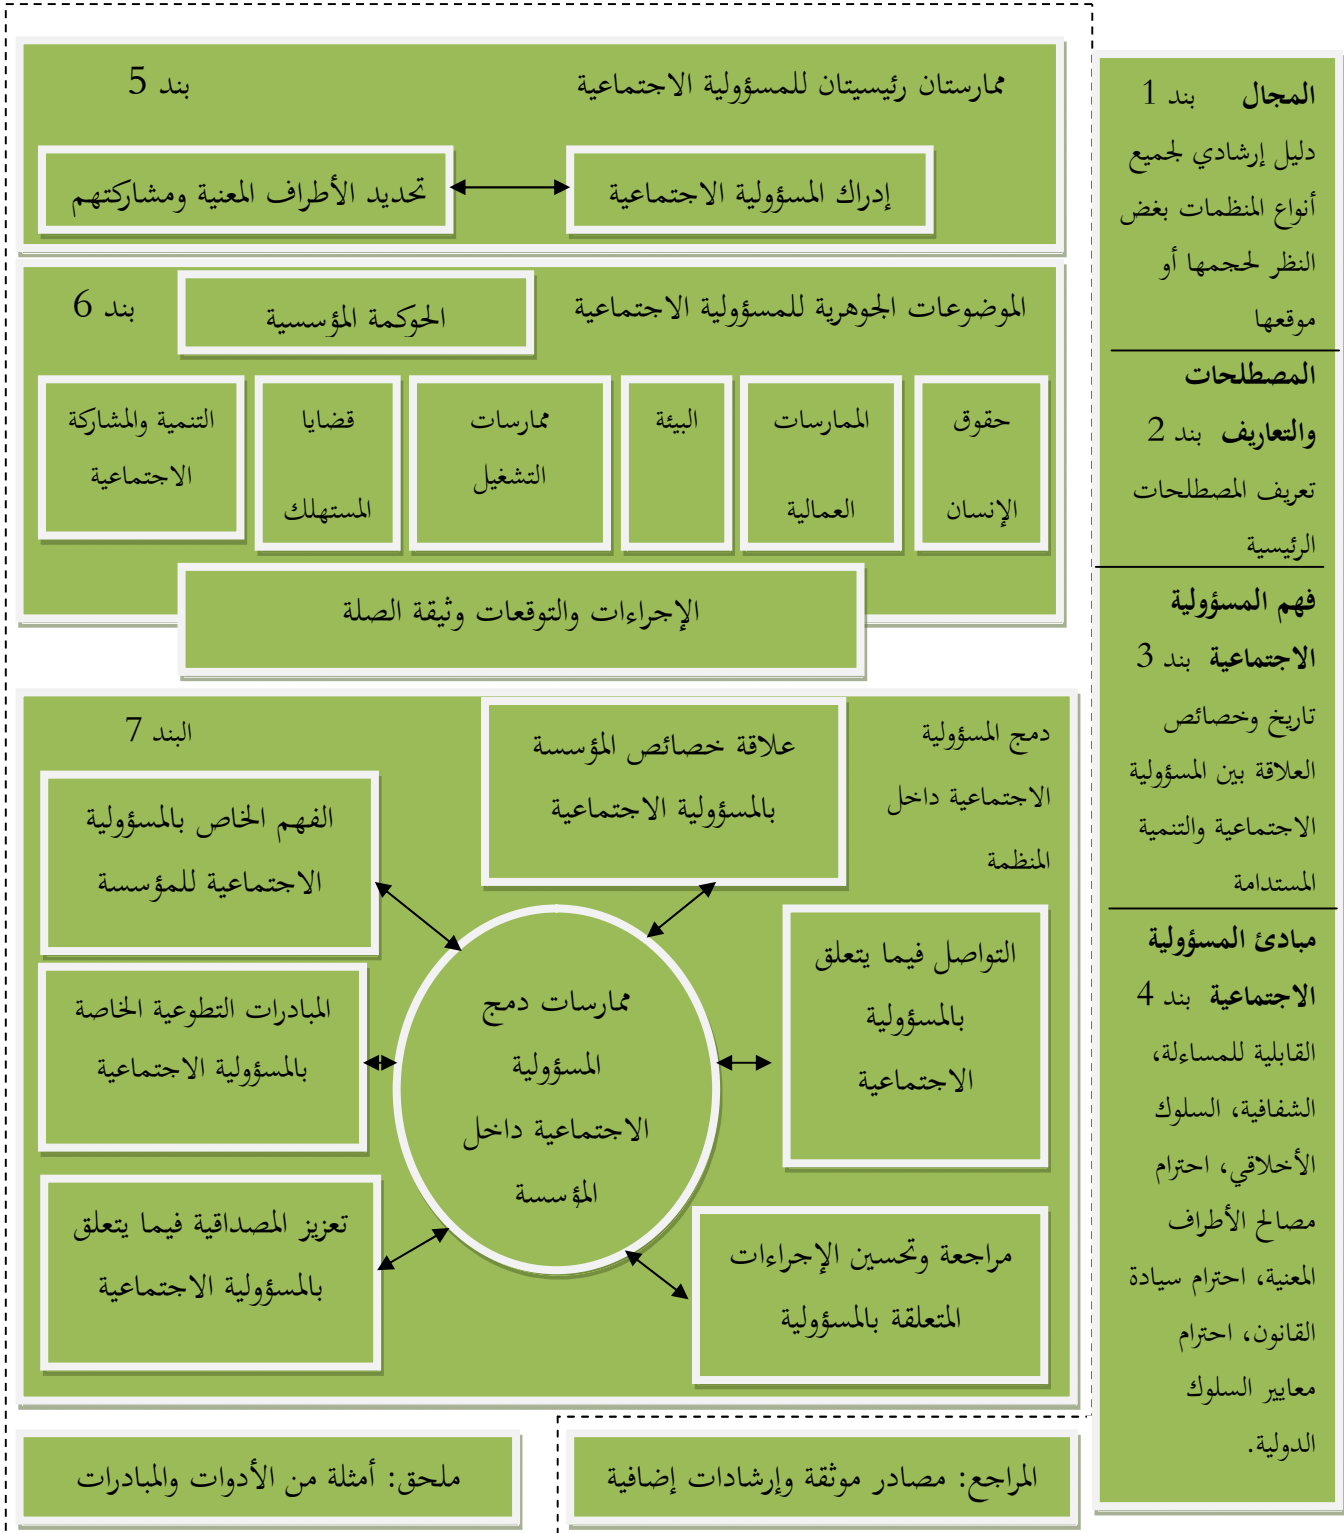 المجال بند 1
دليل إرشادي لجميع
أنواع المنظمات بغض
النظر لحجمها أو
موقعها
المصطلحات
والتعاريف بند 2
تعريف المصطلحات
الرئيسية
فهم المسؤولية
الاجتماعية بند 3
تاريخ وخصائص
العلاقة بين المسؤولية
الاجتماعية والتنمية
المستدامة
مبادئ المسؤولية
الاجتماعية بند 4
القابلية للمساءلة،
الشفافية، السلوك
الأخلاقي، احترام
مصالح الأطراف
المعنية، احترام سيادة
القانون، احترام
معايير السلوك
الدولية.
ممارستان رئيسيتان للمسؤولية الاجتماعية بند 5
إدراك المسؤولية الاجتماعية
تحديد الأطراف المعنية ومشاركتهم
الموضوعات الجوهرية للمسؤولية الاجتماعية
الحوكمة المؤسسية
بند 6
حقوق
الإنسان
الممارسات
العمالية
البيئة
ممارسات
التشغيل
قضايا
المستهلك
التنمية والمشاركة
الاجتماعية
الإجراءات والتوقعات وثيقة الصلة
دمج المسؤولية
الاجتماعية داخل
المنظمة
البند 7
علاقة خصائص المؤسسة
بالمسؤولية الاجتماعية
الفهم الخاص بالمسؤولية
الاجتماعية للمؤسسة
التواصل فيما يتعلق
بالمسؤولية
الاجتماعية
ممارسات دمج
المسؤولية
الاجتماعية داخل
المؤسسة
المبادرات التطوعية الخاصة
بالمسؤولية الاجتماعية
مراجعة وتحسين الإجراءات
المتعلقة بالمسؤولية
تعزيز المصداقية فيما يتعلق
بالمسؤولية الاجتماعية
المراجع: مصادر موثقة وإرشادات إضافية
ملحق: أمثلة من الأدوات والمبادرات